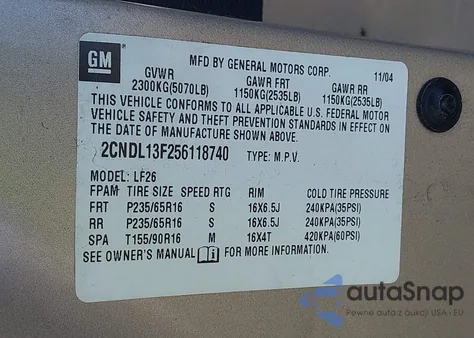 GM
MFD BY GENERAL MOTORS CORP. 11/04
GVWR GAWR FRT GAWR RR
2300KG(5070LB) 1150KG(2535LB) 1150KG(2535LB)
THIS VEHICLE CONFORMS TO ALL APPLICABLE U.S. FEDERAL MOTOR
VEHICLE SAFETY AND THEFT PREVENTION STANDARDS IN EFFECT ON
THE DATE OF MANUFACTURE SHOWN ABOVE.
2CNDL13F256118740 TYPE: M.P.V.
MODEL: LF26
FPAM TIRE SIZE SPEED RTG RIM COLD TIRE PRESSURE
FRT P235/65R16 S 16X6.5J 240KPA(35PSI)
RR P235/65R16 S 16X6.5J 240KPA(35PSI)
SPA T155/90R16 M 16X4T 420KPA(60PSI)
SEE OWNER'S MANUAL i FOR MORE INFORMATION.
autoSnap
Pewne auta z aukcji USA - EU